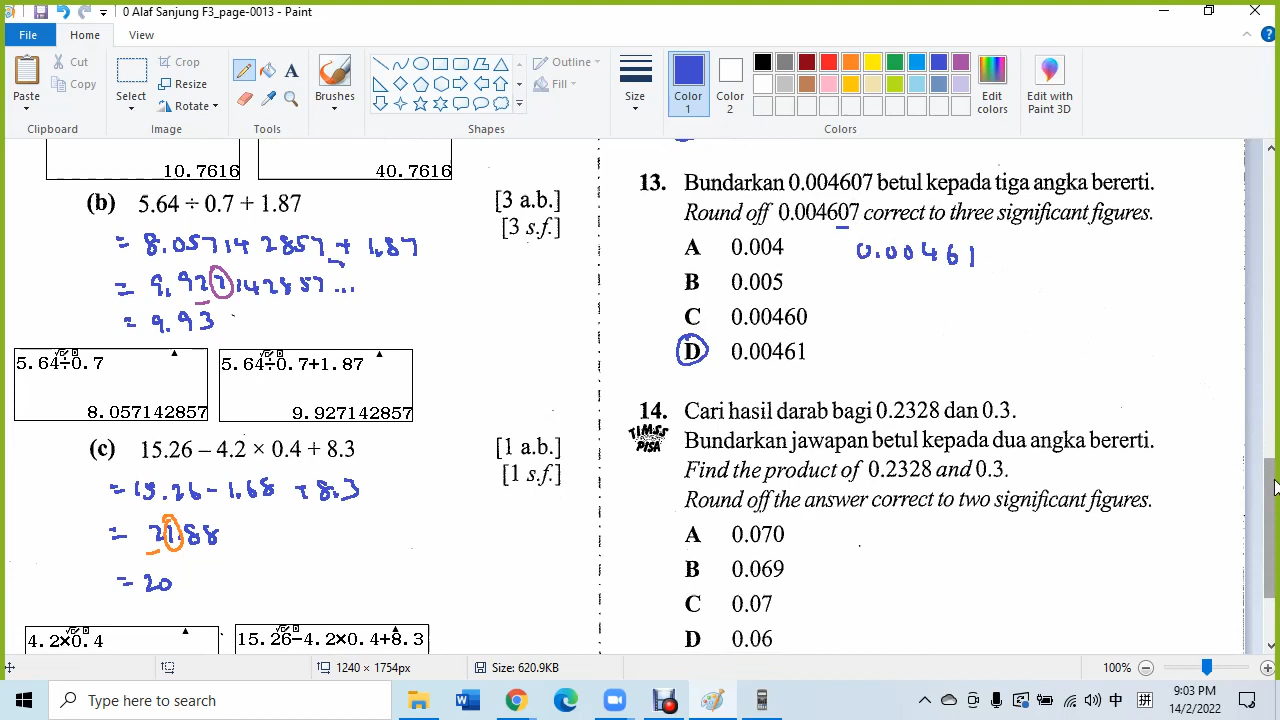 0 Alaf Sanjung F3_page-0013 - Paint
File
Home
View
Paste
Cut
Copy
Clipboard
Select
Crop
Resize
Rotate
Image
A
Tools
Brushes
Outline
Fill
Shapes
Size
Color 1
Color 2
Edit colors
Edit with Paint 3D
Colors
10.7616
40.7616
(b) 5.64 ÷ 0.7 + 1.87
[3 a.b.]
[3 s.f.]
= 8.057142857 + 1.87
= 9.927142857 ...
= 9.93
5.64÷0.7
8.057142857
5.64÷0.7+1.87
9.927142857
(c) 15.26 – 4.2 × 0.4 + 8.3
[1 a.b.]
[1 s.f.]
= 15.26 - 1.68 + 8.3
= 21.88
= 20
4.2×0.4
15.26−4.2×0.4+8.3
13. Bundarkan 0.004607 betul kepada tiga angka bererti.
Round off 0.004607 correct to three significant figures.
0.00461
A 0.004
B 0.005
C 0.00460
D 0.00461
14. Cari hasil darab bagi 0.2328 dan 0.3.
TIMSS PISA
Bundarkan jawapan betul kepada dua angka bererti.
Find the product of 0.2328 and 0.3.
Round off the answer correct to two significant figures.
A 0.070
B 0.069
C 0.07
D 0.06
1240 × 1754px
Size: 620.9KB
100%
Type here to search
中
拼
9:03 PM
14/2/2022